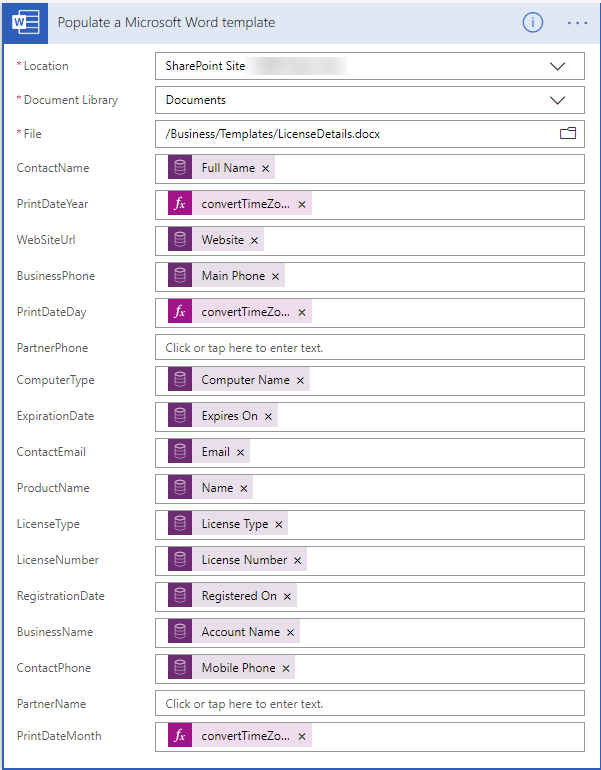 Populate a Microsoft Word template
* Location SharePoint Site
* Document Library Documents
* File /Business/Templates/LicenseDetails.docx
ContactName Full Name ×
PrintDateYear fx convertTimeZo... ×
WebSiteUrl Website ×
BusinessPhone Main Phone ×
PrintDateDay fx convertTimeZo... ×
PartnerPhone Click or tap here to enter text.
ComputerType Computer Name ×
ExpirationDate Expires On ×
ContactEmail Email ×
ProductName Name ×
LicenseType License Type ×
LicenseNumber License Number ×
RegistrationDate Registered On ×
BusinessName Account Name ×
ContactPhone Mobile Phone ×
PartnerName Click or tap here to enter text.
PrintDateMonth fx convertTimeZo... ×